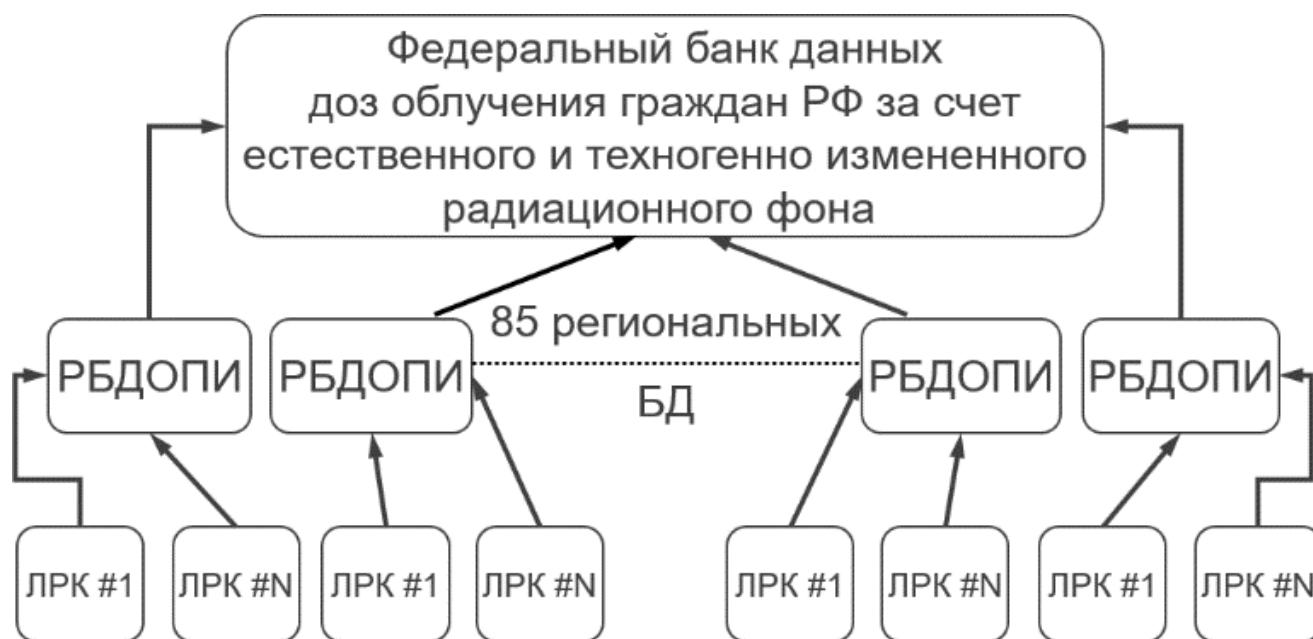 Федеральный банк данных
доз облучения граждан РФ за счет
естественного и техногенно измененного
радиационного фона
85 региональных
РБДОПИ РБДОПИ РБДОПИ РБДОПИ
БД
ЛРК #1 ЛРК #N ЛРК #1 ЛРК #N ЛРК #1 ЛРК #N ЛРК #1 ЛРК #N